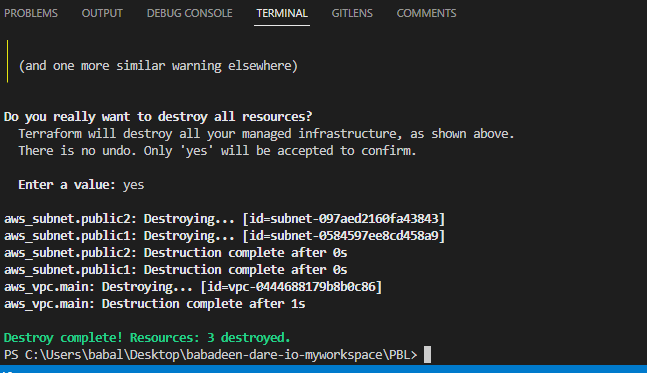 PROBLEMS OUTPUT DEBUG CONSOLE TERMINAL GITLENS COMMENTS
(and one more similar warning elsewhere)
Do you really want to destroy all resources?
Terraform will destroy all your managed infrastructure, as shown above.
There is no undo. Only 'yes' will be accepted to confirm.
Enter a value: yes
aws_subnet.public2: Destroying... [id=subnet-097aed2160fa43843]
aws_subnet.public1: Destroying... [id=subnet-0584597ee8cd458a9]
aws_subnet.public2: Destruction complete after 0s
aws_subnet.public1: Destruction complete after 0s
aws_vpc.main: Destroying... [id=vpc-0444688179b8b0c86]
aws_vpc.main: Destruction complete after 1s
Destroy complete! Resources: 3 destroyed.
PS C:\Users\babal\Desktop\babadeen-dare-io-myworkspace\PBL>